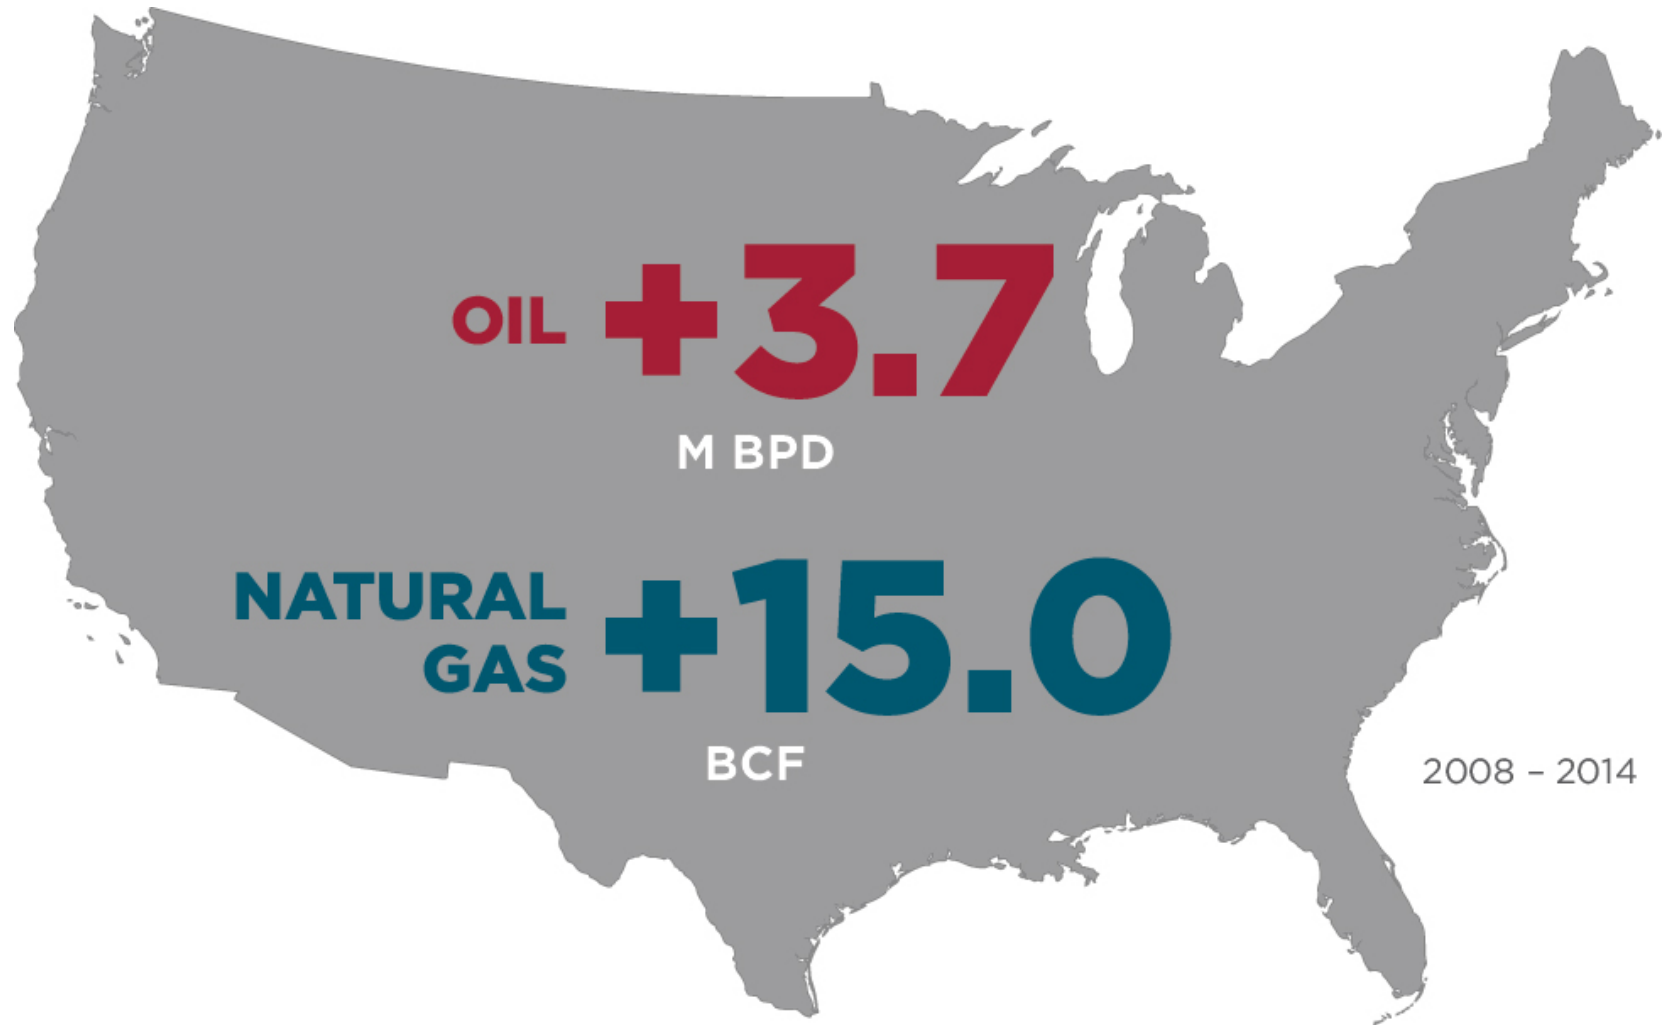 OIL +3.7
M BPD
NATURAL
GAS +15.0
BCF
2008 – 2014